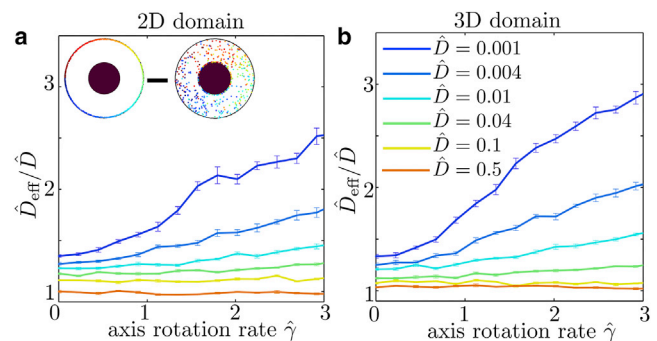 2D domain
a
3
2
1
D̂eff/D̂
0
1
2
3
axis rotation rate γ̂
3D domain
b
D̂ = 0.001
D̂ = 0.004
D̂ = 0.01
D̂ = 0.04
D̂ = 0.1
D̂ = 0.5
3
2
1
D̂eff/D̂
0
1
2
3
axis rotation rate γ̂